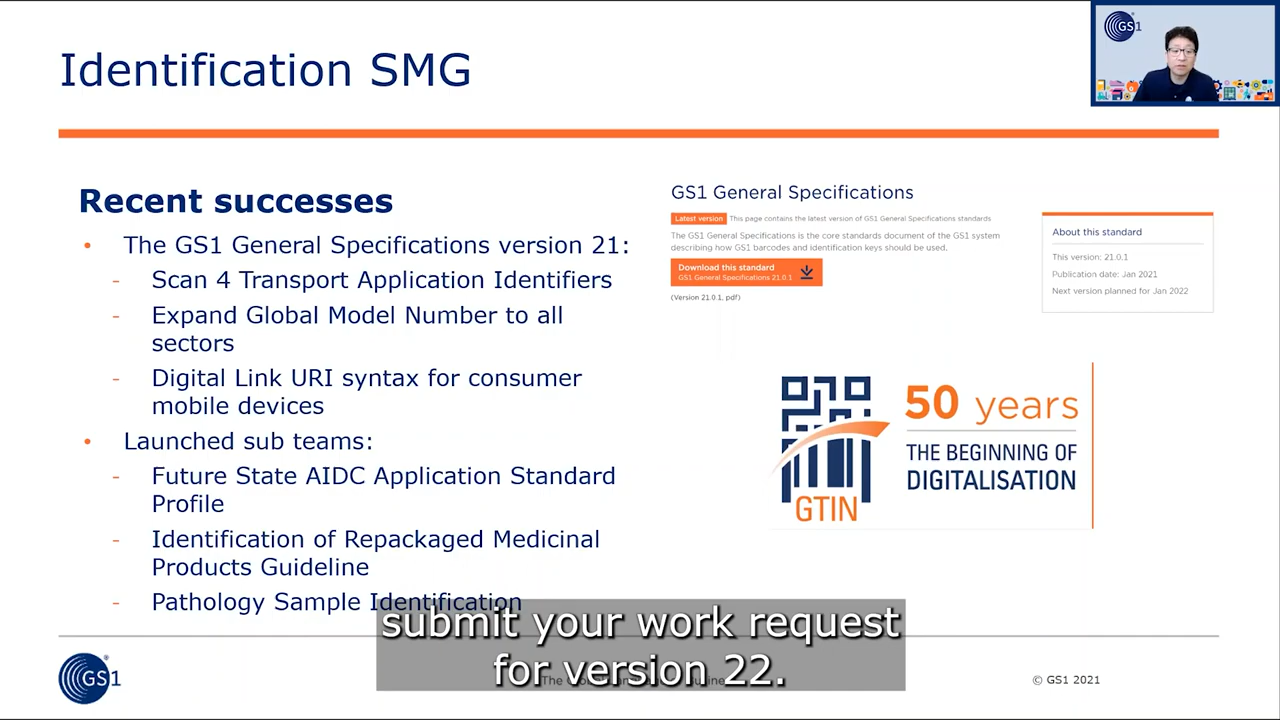 GS1
Identification SMG
Recent successes
• The GS1 General Specifications version 21:
- Scan 4 Transport Application Identifiers
- Expand Global Model Number to all
sectors
- Digital Link URI syntax for consumer
mobile devices
• Launched sub teams:
- Future State AIDC Application Standard
Profile
- Identification of Repackaged Medicinal
Products Guideline
- Pathology Sample Identification
GS1 General Specifications
Latest version This page contains the latest version of GS1 General Specifications standards
The GS1 General Specifications is the core standards document of the GS1 system
describing how GS1 barcodes and identification keys should be used.
Download this standard
GS1 General Specifications 21.0.1
(Version 21.0.1, pdf)
About this standard
This version: 21.0.1
Publication date: Jan 2021
Next version planned for Jan 2022
50 years
THE BEGINNING OF
DIGITALISATION
GTIN
submit your work request
for version 22.
GS1
© GS1 2021